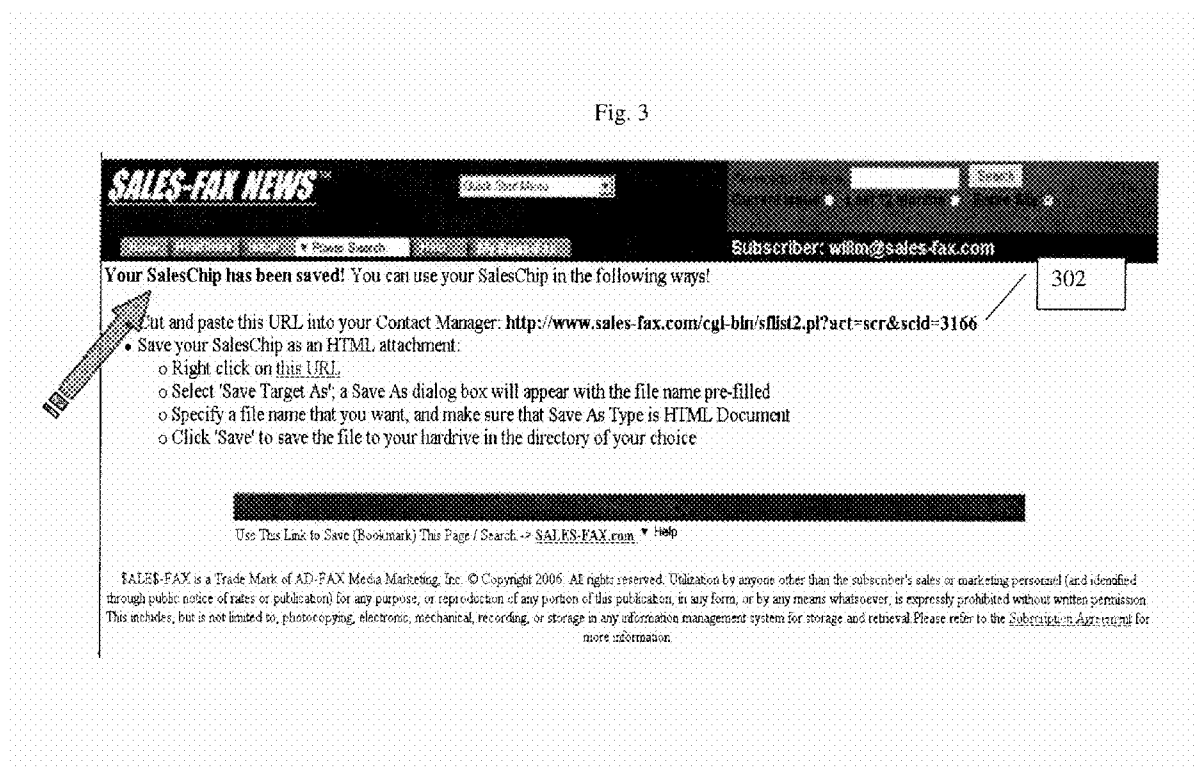 Fig. 3
SALES-FAX NEWS
Quick Start Menu
Search
▼ Power Search
Subscriber: willm@sales-fax.com
Your SalesChip has been saved! You can use your SalesChip in the following ways!
302
• Cut and paste this URL into your Contact Manager: http://www.sales-fax.com/cgi-bin/sflist2.pl?act=scr&scid=3166
• Save your SalesChip as an HTML attachment:
o Right click on this URL
o Select 'Save Target As'; a Save As dialog box will appear with the file name pre-filled
o Specify a file name that you want, and make sure that Save As Type is HTML Document
o Click 'Save' to save the file to your hardrive in the directory of your choice
Use This Link to Save (Bookmark) This Page / Search -> SALES-FAX.com ▼ Help
SALES-FAX is a Trade Mark of AD-FAX Media Marketing, Inc. © Copyright 2006. All rights reserved. Utilization by anyone other than the subscriber's sales or marketing personnel (and identified
through public notice of rates or publication) for any purpose, or reproduction of any portion of this publication, in any form, or by any means whatsoever, is expressly prohibited without written permission.
This includes, but is not limited to, photocopying, electronic, mechanical, recording, or storage in any information management system for storage and retrieval.Please refer to the Subscription Agreement for
more information.